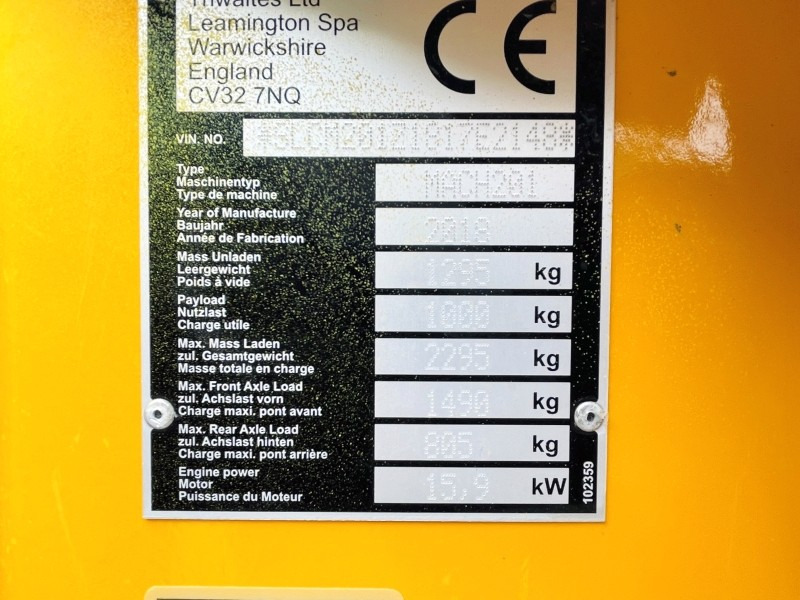 Thwaites Ltd
Leamington Spa
Warwickshire
England
CV32 7NQ
CE
VIN. NO.
Type
Maschinentyp
Type de machine
MACH201
Year of Manufacture
Baujahr
Année de Fabrication
2019
Mass Unladen
Leergewicht
Poids à vide
1295 kg
Payload
Nutzlast
Charge utile
1000 kg
Max. Mass Laden
zul. Gesamtgewicht
Masse totale en charge
2295 kg
Max. Front Axle Load
zul. Achslast vorn
Charge maxi. pont avant
1490 kg
Max. Rear Axle Load
zul. Achslast hinten
Charge maxi. pont arrière
805 kg
Engine power
Motor
Puissance du Moteur
15.9 kW
102359